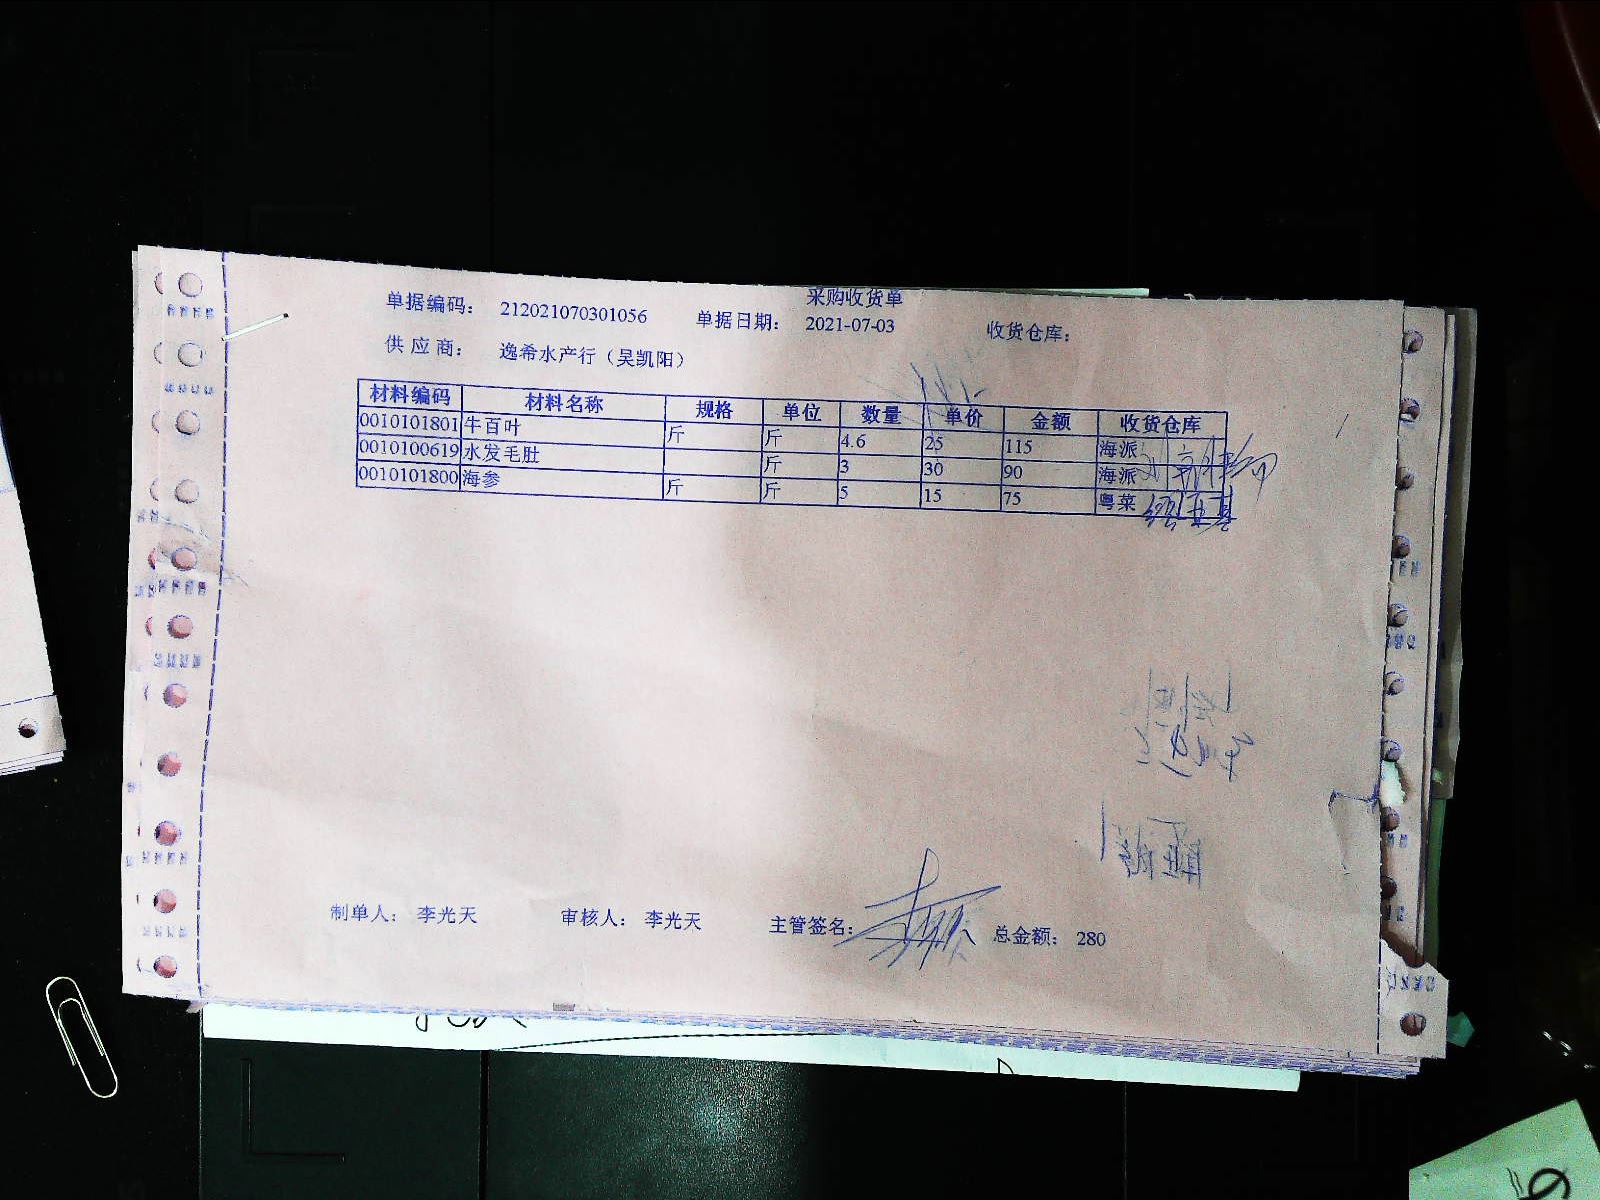 采购收货单
单据编码: 212021070301056 单据日期: 2021-07-03 收货仓库:
供应商: 逸希水产行（吴凯阳）
材料编码 材料名称 规格 单位 数量 单价 金额 收货仓库
0010101801 牛百叶 斤 斤 4.6 25 115 海派
0010100619 水发毛肚 斤 3 30 90 海派
0010101800 海参 斤 斤 5 15 75 粤菜
制单人: 李光天 审核人: 李光天 主管签名: 总金额: 280